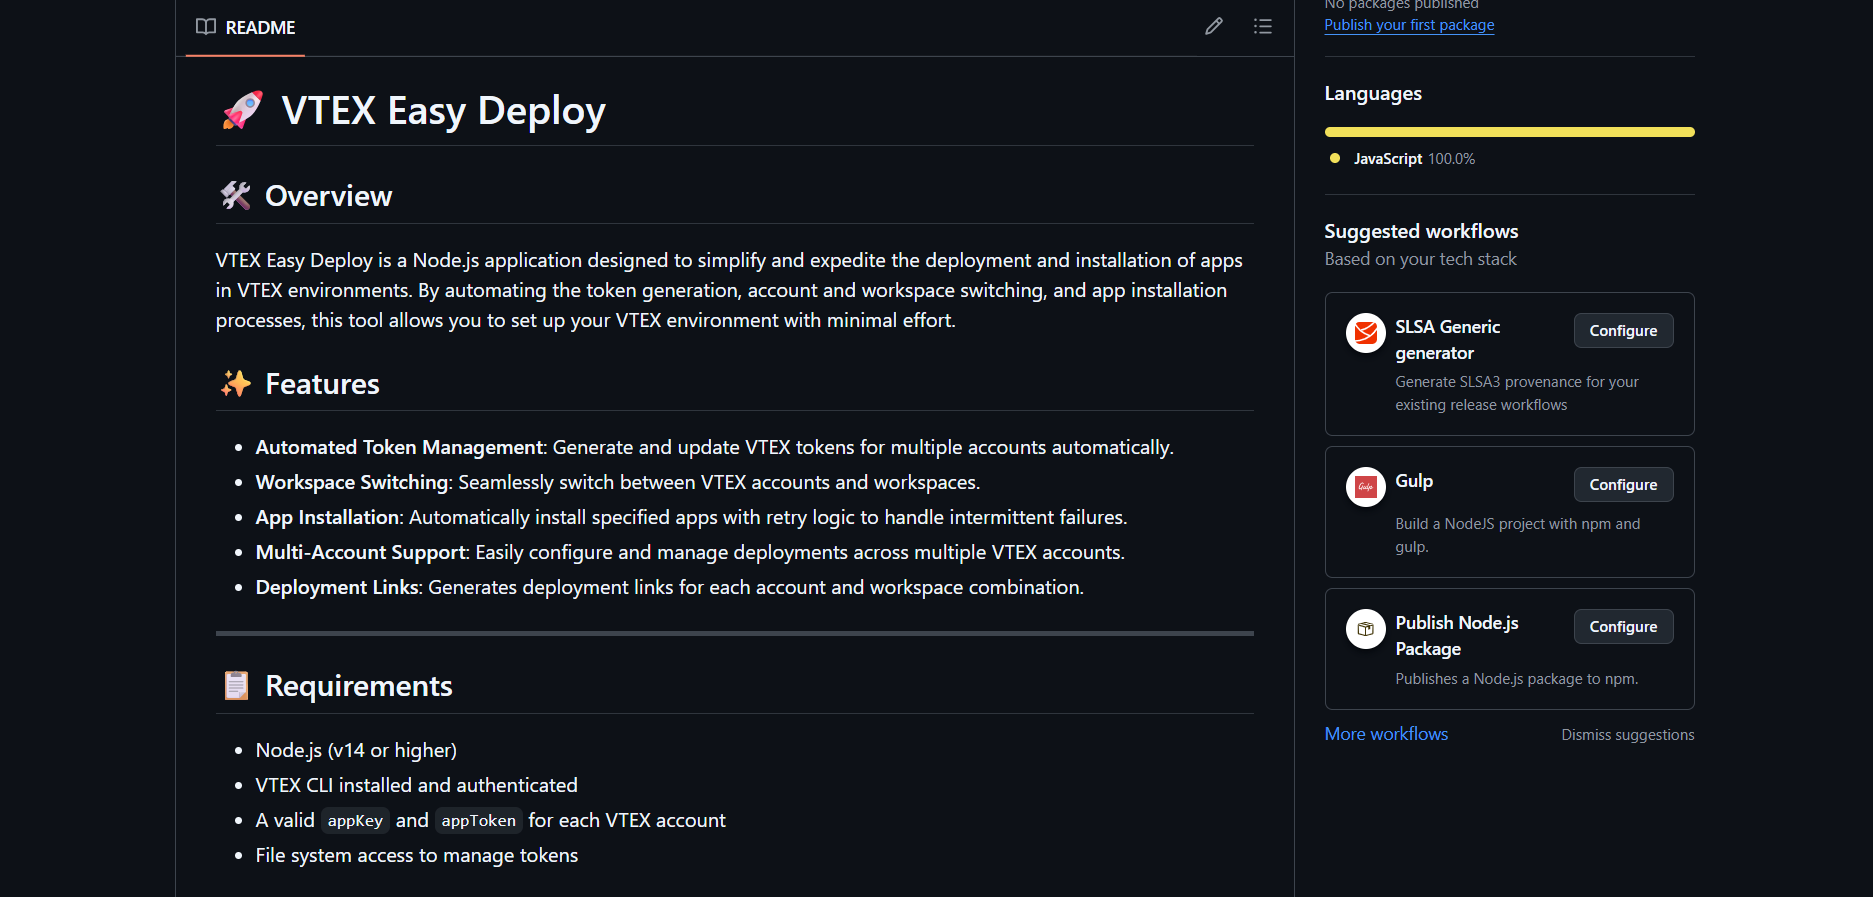 README
VTEX Easy Deploy
Overview
VTEX Easy Deploy is a Node.js application designed to simplify and expedite the deployment and installation of apps
in VTEX environments. By automating the token generation, account and workspace switching, and app installation
processes, this tool allows you to set up your VTEX environment with minimal effort.
Features
Automated Token Management: Generate and update VTEX tokens for multiple accounts automatically.
Workspace Switching: Seamlessly switch between VTEX accounts and workspaces.
App Installation: Automatically install specified apps with retry logic to handle intermittent failures.
Multi-Account Support: Easily configure and manage deployments across multiple VTEX accounts.
Deployment Links: Generates deployment links for each account and workspace combination.
Requirements
Node.js (v14 or higher)
VTEX CLI installed and authenticated
A valid appKey and appToken for each VTEX account
File system access to manage tokens
No packages published
Publish your first package
Languages
JavaScript 100.0%
Suggested workflows
Based on your tech stack
SLSA Generic
generator
Configure
Generate SLSA3 provenance for your
existing release workflows
Gulp
Gulp
Configure
Build a NodeJS project with npm and
gulp.
Publish Node.js
Package
Configure
Publishes a Node.js package to npm.
More workflows
Dismiss suggestions